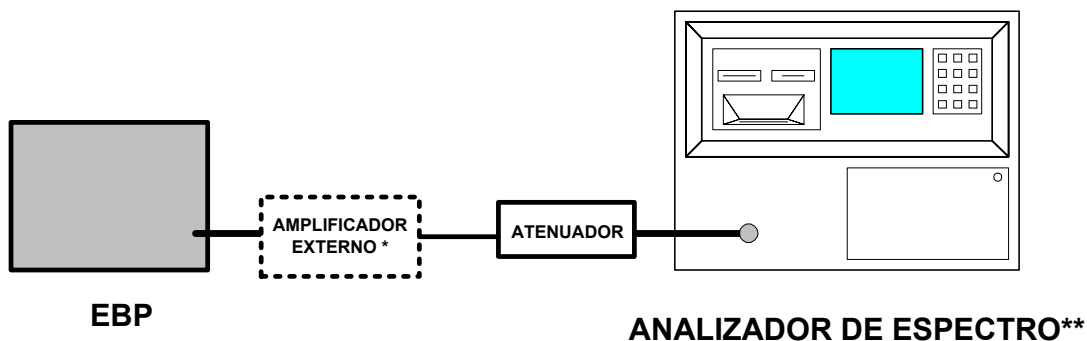 AMPLIFICADOR
EXTERNO *
ATENUADOR
EBP
ANALIZADOR DE ESPECTRO**